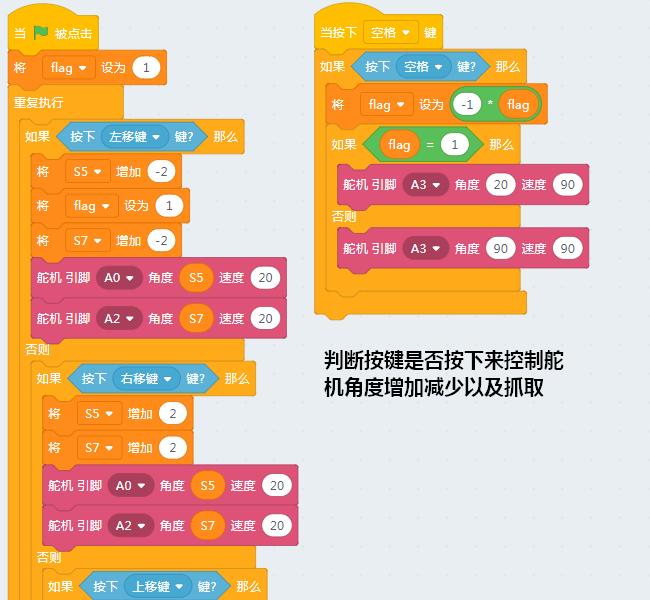 当 被点击
将 flag 设为 1
重复执行
如果 按下 左移键 键? 那么
将 S5 增加 -2
将 flag 设为 1
将 S7 增加 -2
舵机 引脚 A0 角度 S5 速度 20
舵机 引脚 A2 角度 S7 速度 20
否则
如果 按下 右移键 键? 那么
将 S5 增加 2
将 S7 增加 2
舵机 引脚 A0 角度 S5 速度 20
舵机 引脚 A2 角度 S7 速度 20
否则
如果 按下 上移键 键? 那么
当按下 空格 键
如果 按下 空格 键? 那么
将 flag 设为 -1 * flag
如果 flag = 1 那么
舵机 引脚 A3 角度 20 速度 90
否则
舵机 引脚 A3 角度 90 速度 90
判断按键是否按下来控制舵
机角度增加减少以及抓取